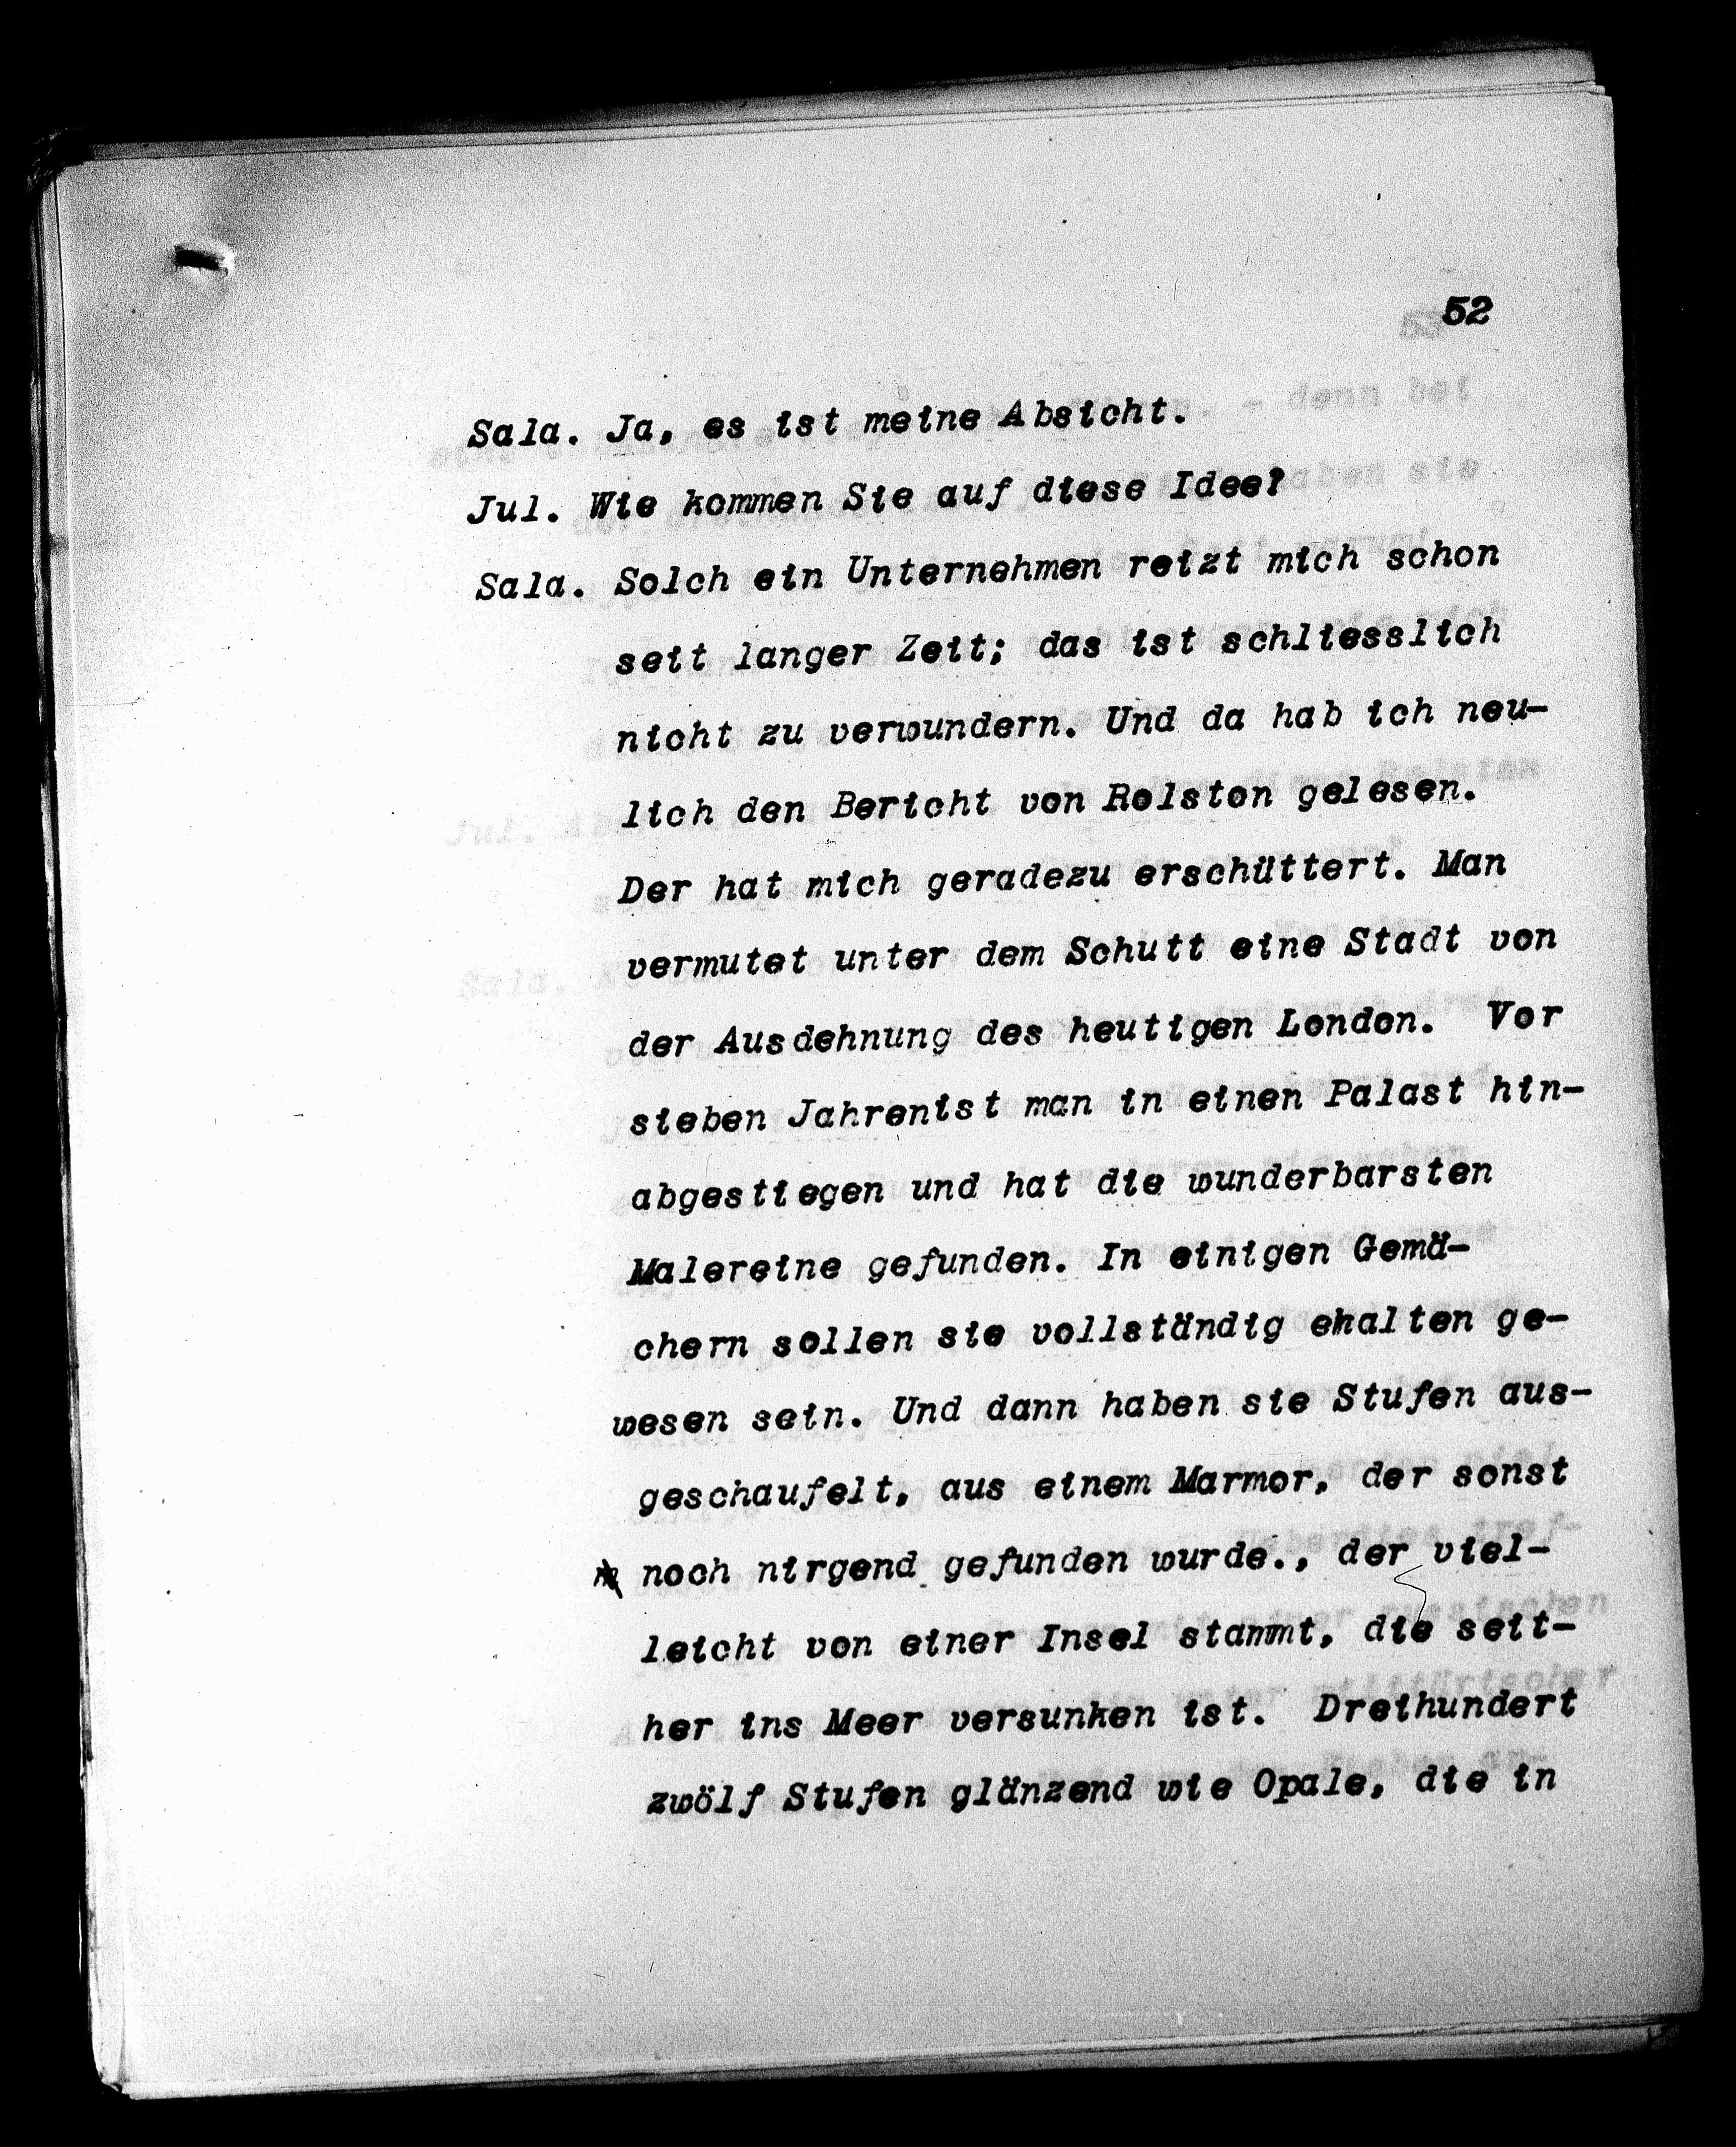 52
Sala. Ja, es ist meine Absicht.
Jul. Wie kommen Sie auf diese Idee?
Sala. Solch ein Unternehmen reizt mich schon
seit langer Zeit; das ist schliesslich
nicht zu verwundern. Und da hab ich neu-
lich den Bericht von Rolston gelesen.
Der hat mich geradezu erschüttert. Man
vermutet unter dem Schutt eine Stadt von
der Ausdehnung des heutigen London. Vor
sieben Jahrenist man in einen Palast hin-
abgestiegen und hat die wunderbarsten
Malereine gefunden. In einigen Gemä-
chern sollen sie vollständig ehalten ge-
wesen sein. Und dann haben sie Stufen aus-
geschaufelt, aus einem Marmor, der sonst
noch nirgend gefunden wurde., der viel-
leicht von einer Insel stammt, die seit-
her ins Meer versunken ist. Dreihundert
zwölf Stufen glänzend wie Opale, die in